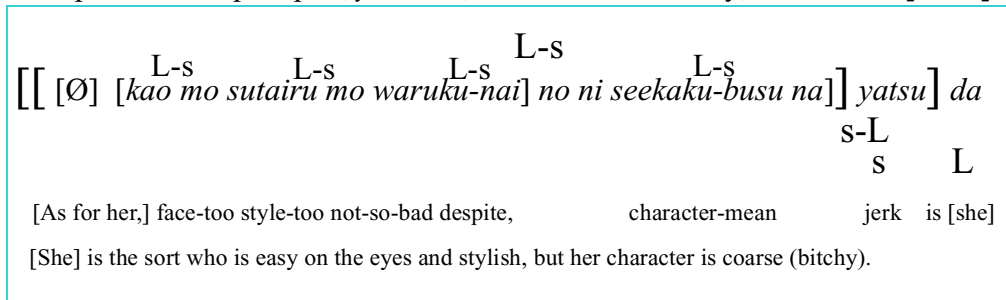 L-s
L-s L-s L-s L-s
[[ [Ø] [kao mo sutairu mo waruku-nai] no ni seekaku-busu na]] yatsu] da
s-L
s L
[As for her,] face-too style-too not-so-bad despite, character-mean jerk is [she]
[She] is the sort who is easy on the eyes and stylish, but her character is coarse (bitchy).